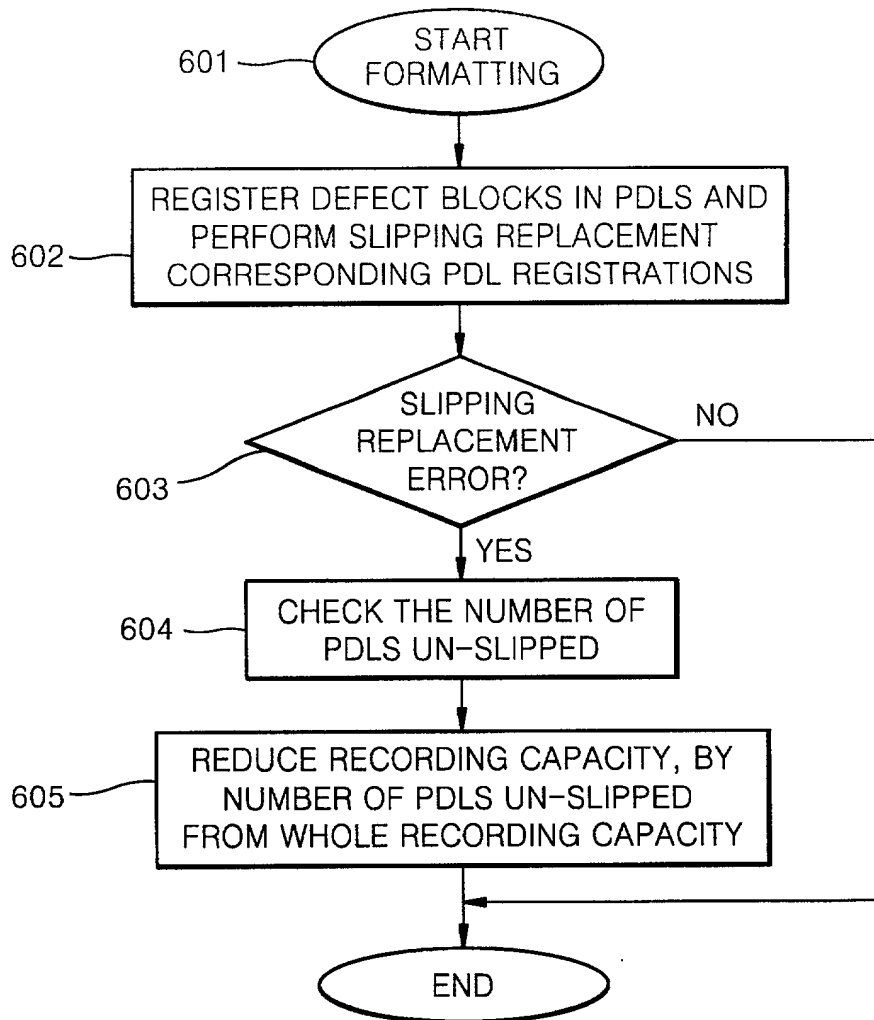 601
START
FORMATTING
602
REGISTER DEFECT BLOCKS IN PDLS AND
PERFORM SLIPPING REPLACEMENT
CORRESPONDING PDL REGISTRATIONS
603
SLIPPING
REPLACEMENT
ERROR?
NO
YES
604
CHECK THE NUMBER OF
PDLS UN-SLIPPED
605
REDUCE RECORDING CAPACITY, BY
NUMBER OF PDLS UN-SLIPPED
FROM WHOLE RECORDING CAPACITY
END